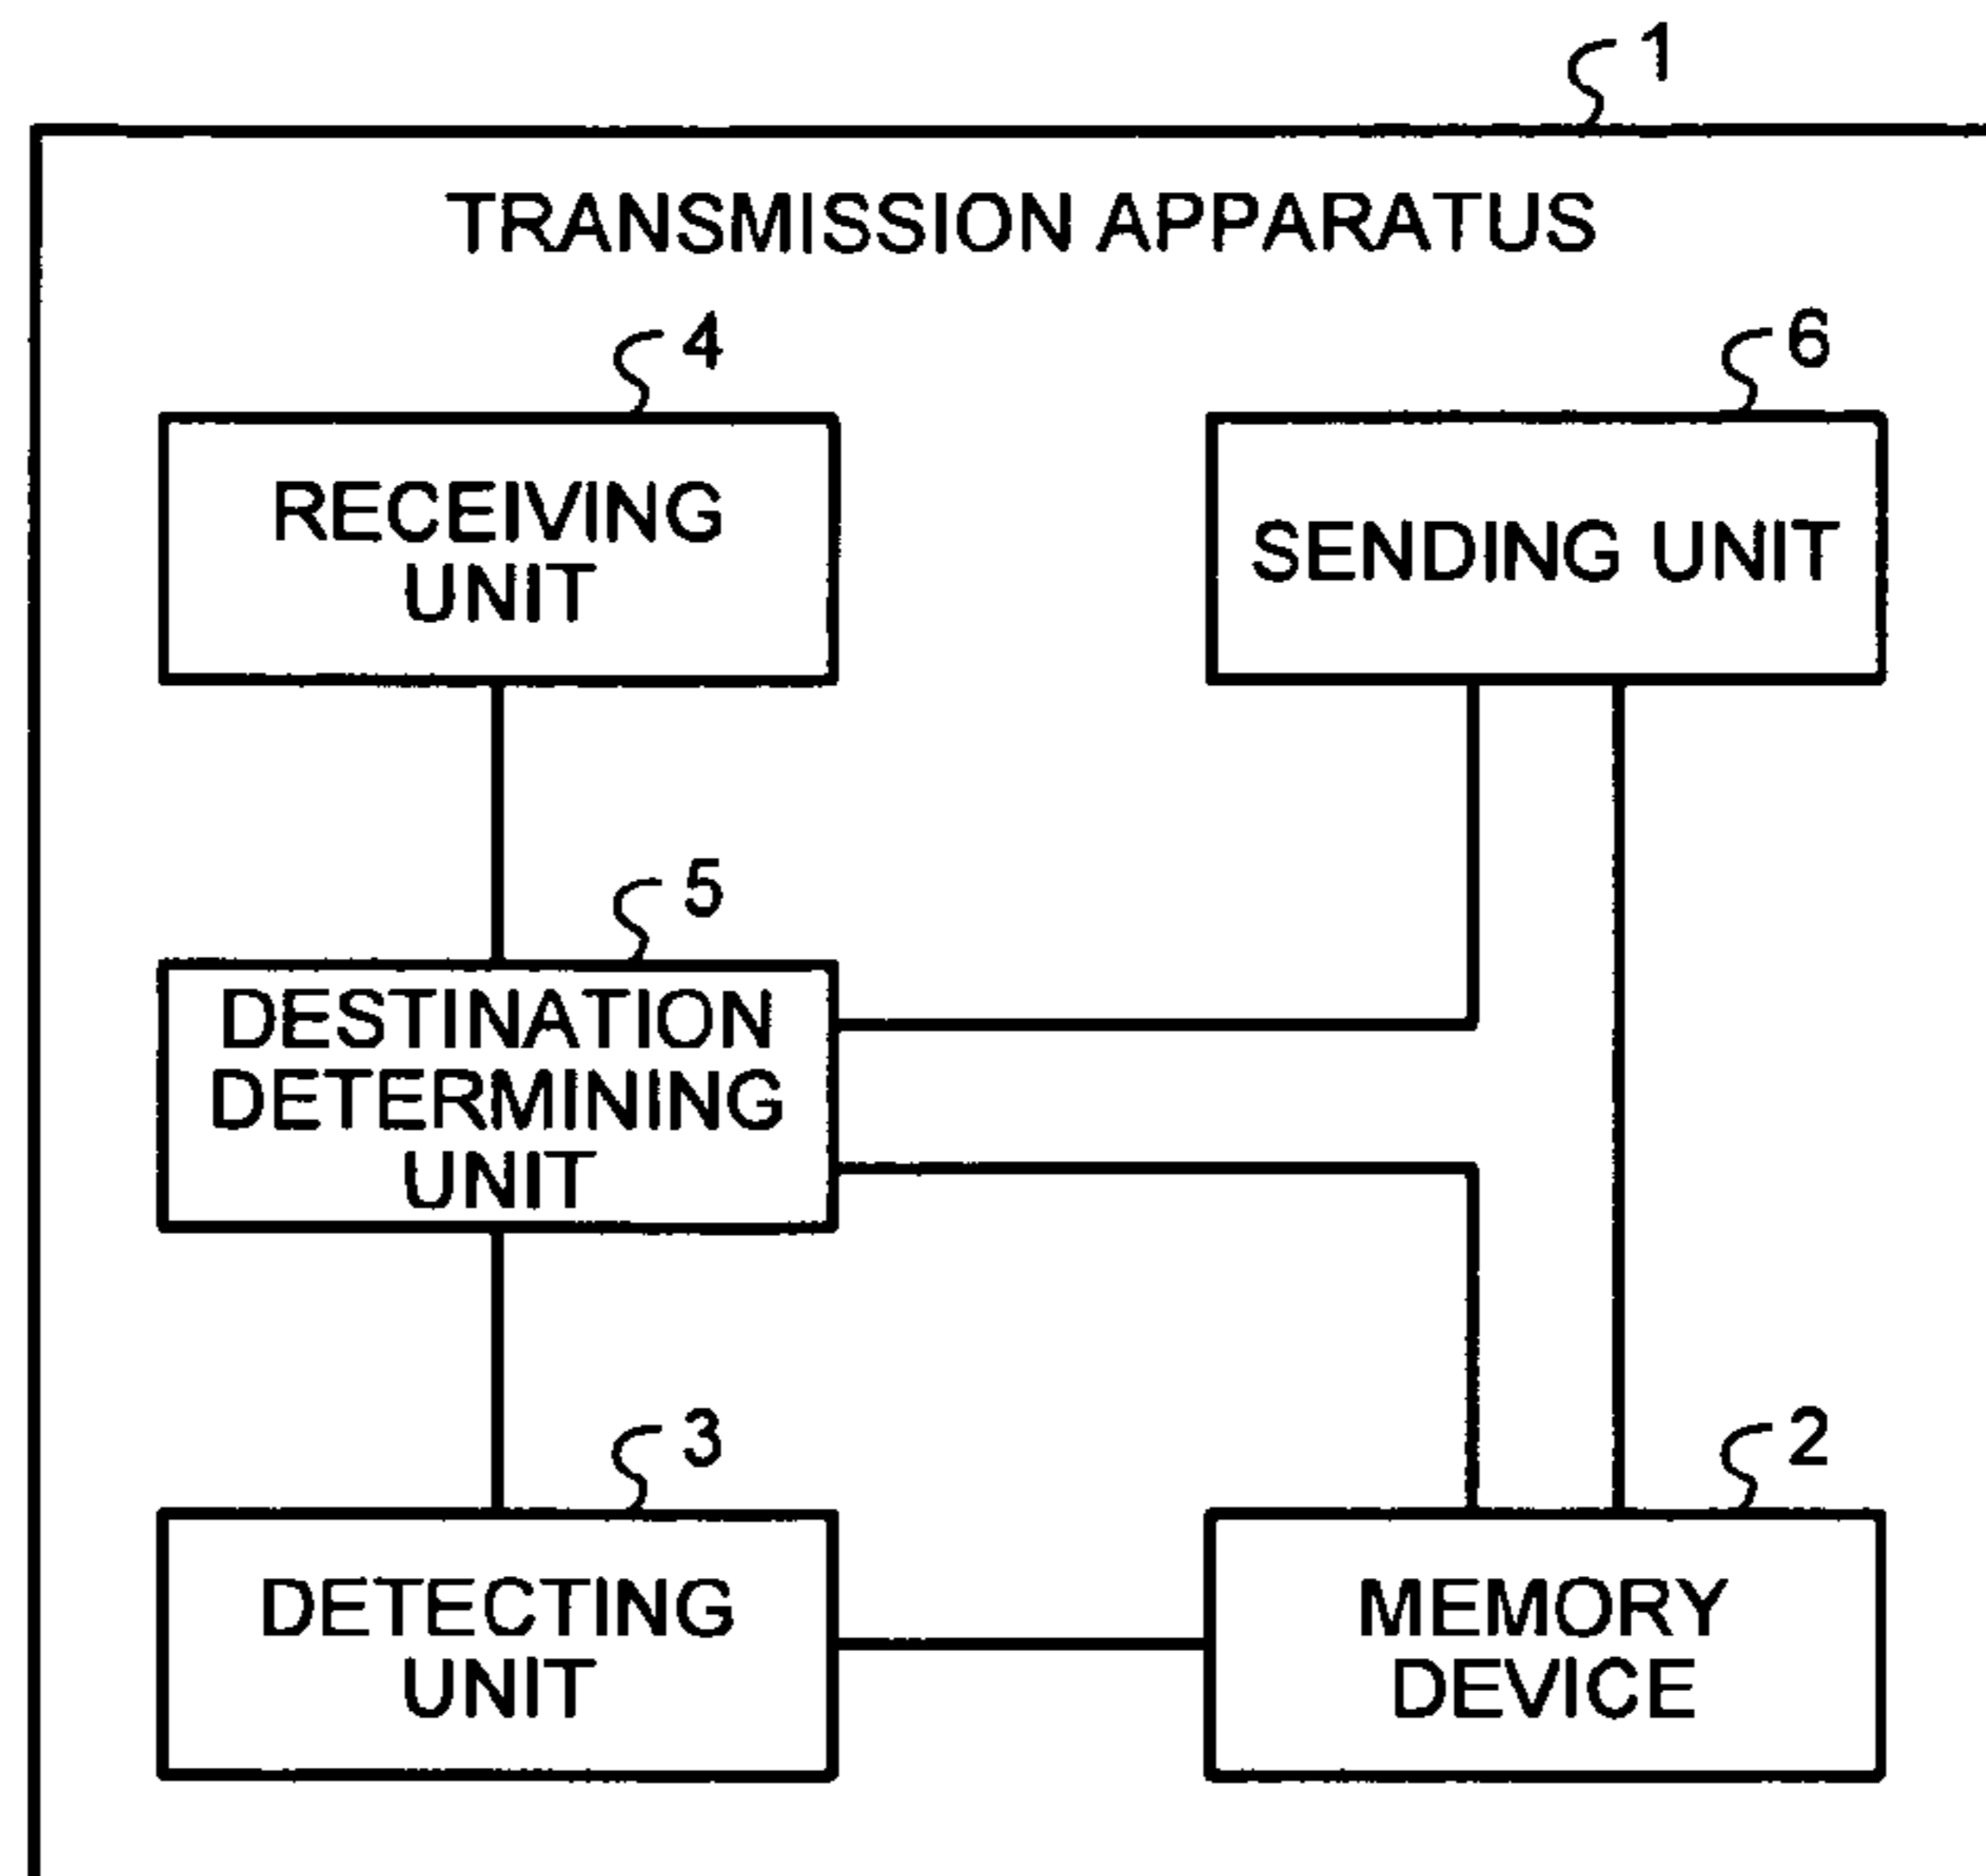 1
TRANSMISSION APPARATUS
4
6
RECEIVING
UNIT
SENDING UNIT
5
DESTINATION
DETERMINING
UNIT
3
2
DETECTING
UNIT
MEMORY
DEVICE